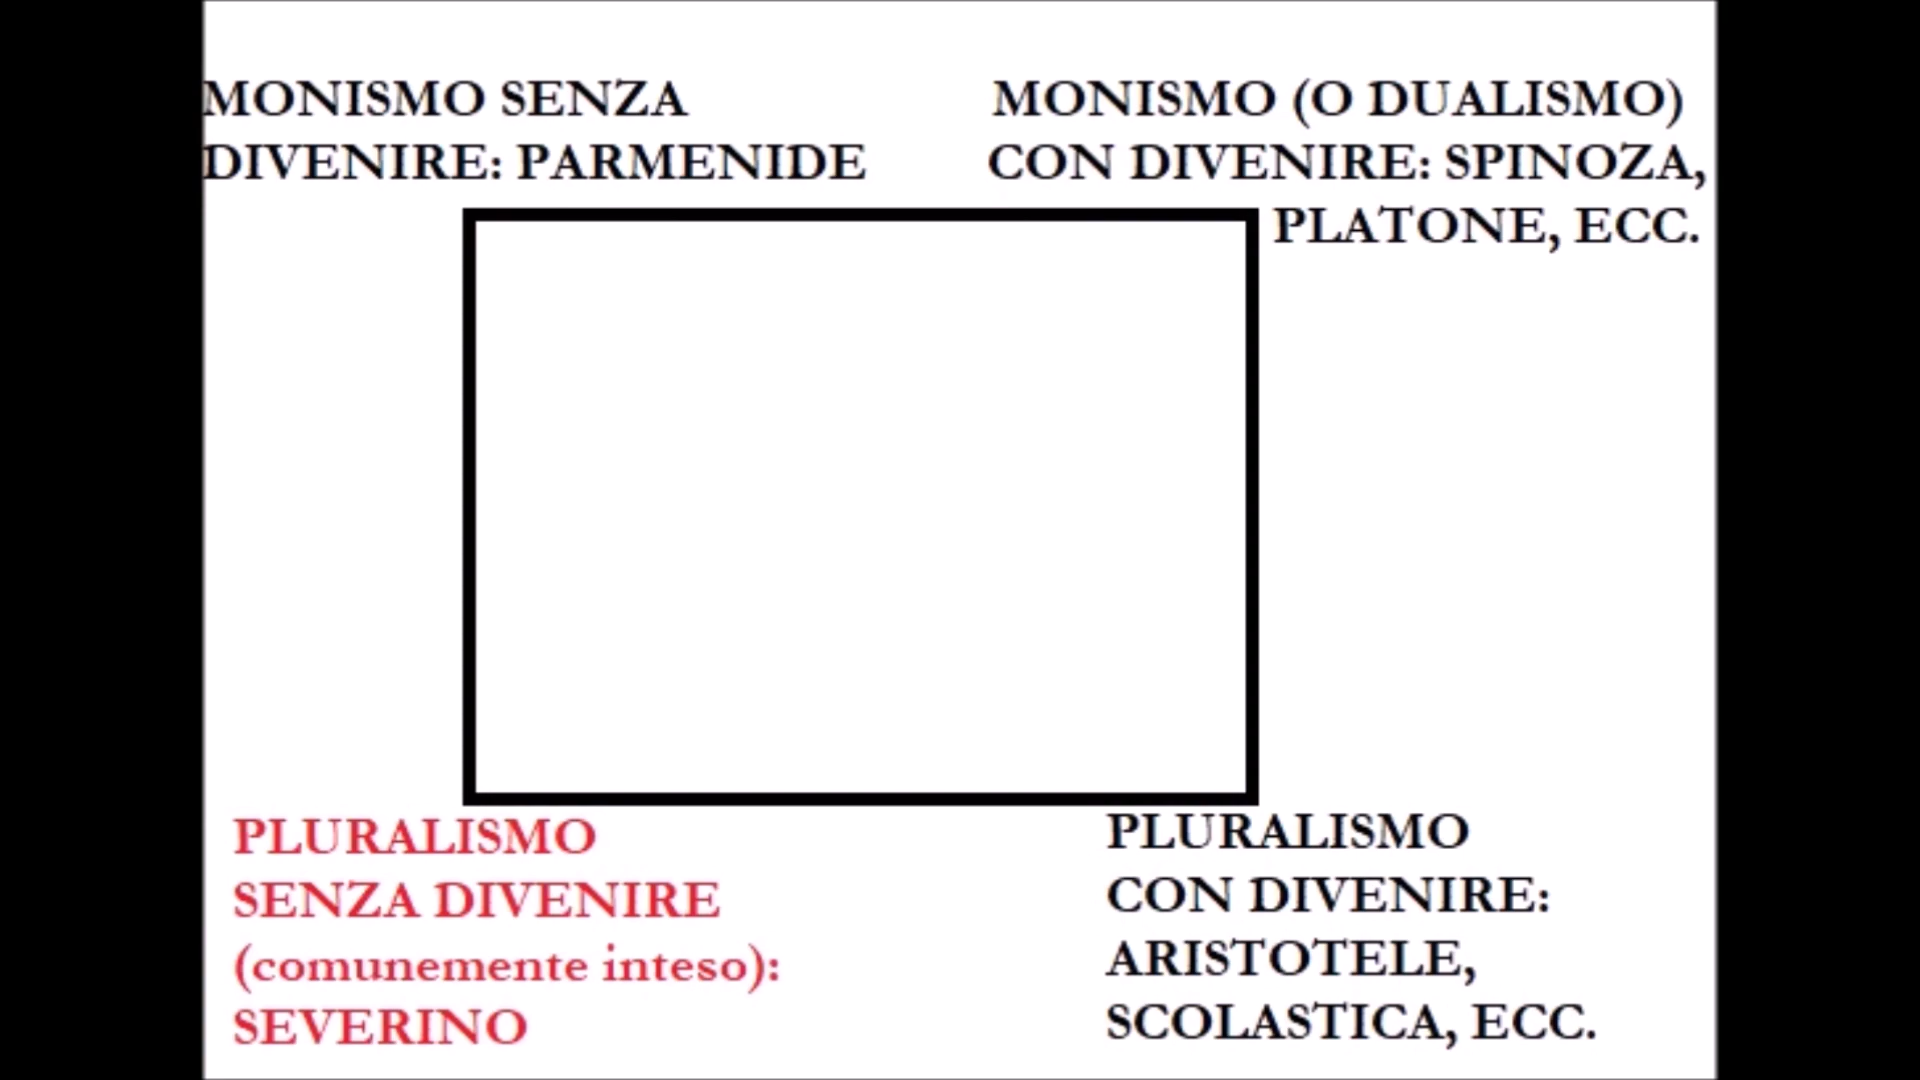 MONISMO SENZA
DIVENIRE: PARMENIDE
MONISMO (O DUALISMO)
CON DIVENIRE: SPINOZA,
PLATONE, ECC.
PLURALISMO
SENZA DIVENIRE
(comunemente inteso):
SEVERINO
PLURALISMO
CON DIVENIRE:
ARISTOTELE,
SCOLASTICA, ECC.